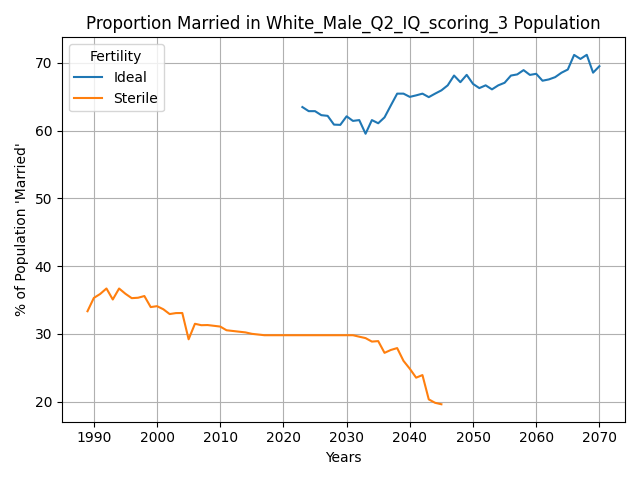 Proportion Married in White_Male_Q2_IQ_scoring_3 Population
Fertility
Ideal
Sterile
% of Population 'Married'
70
60
50
40
30
20
1990
2000
2010
2020
2030
2040
2050
2060
2070
Years